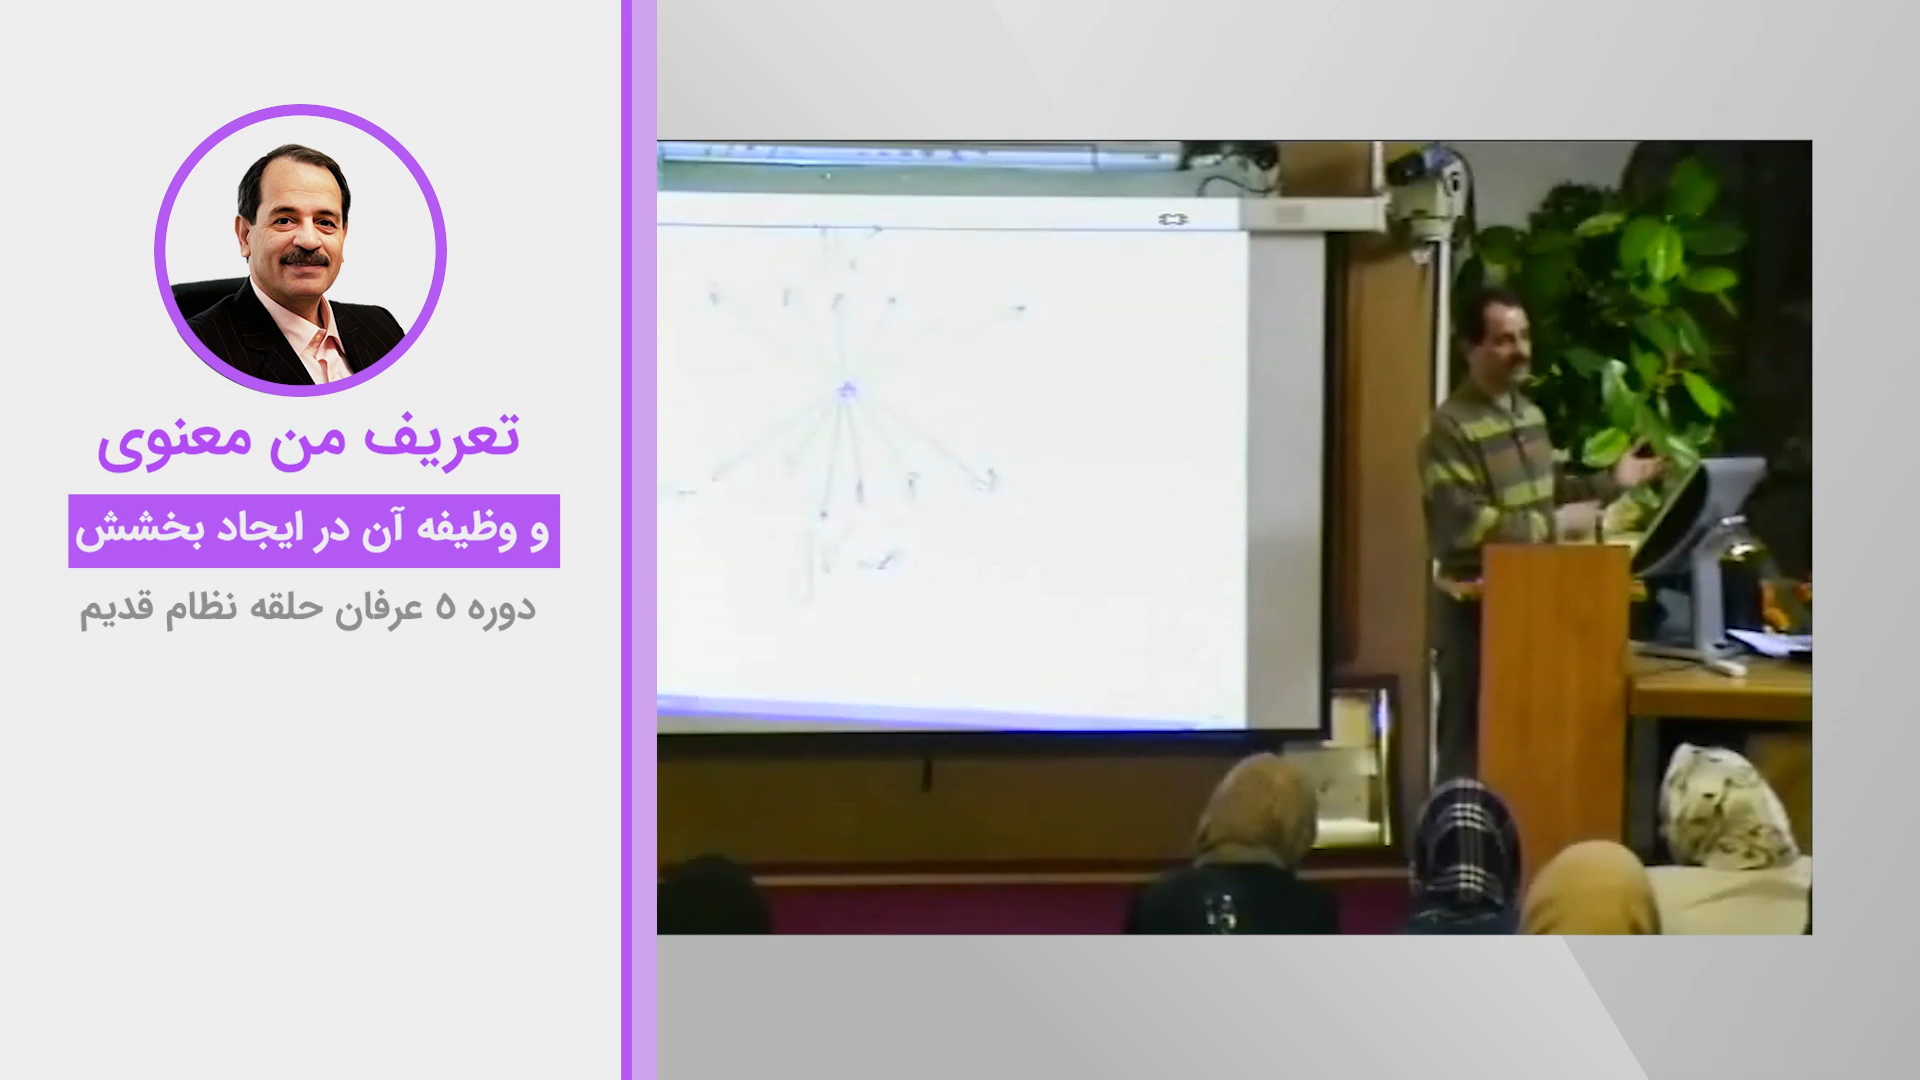 تعریف من معنوی
و وظیفه آن در ایجاد بخشش
دوره ۵ عرفان حلقه نظام قدیم